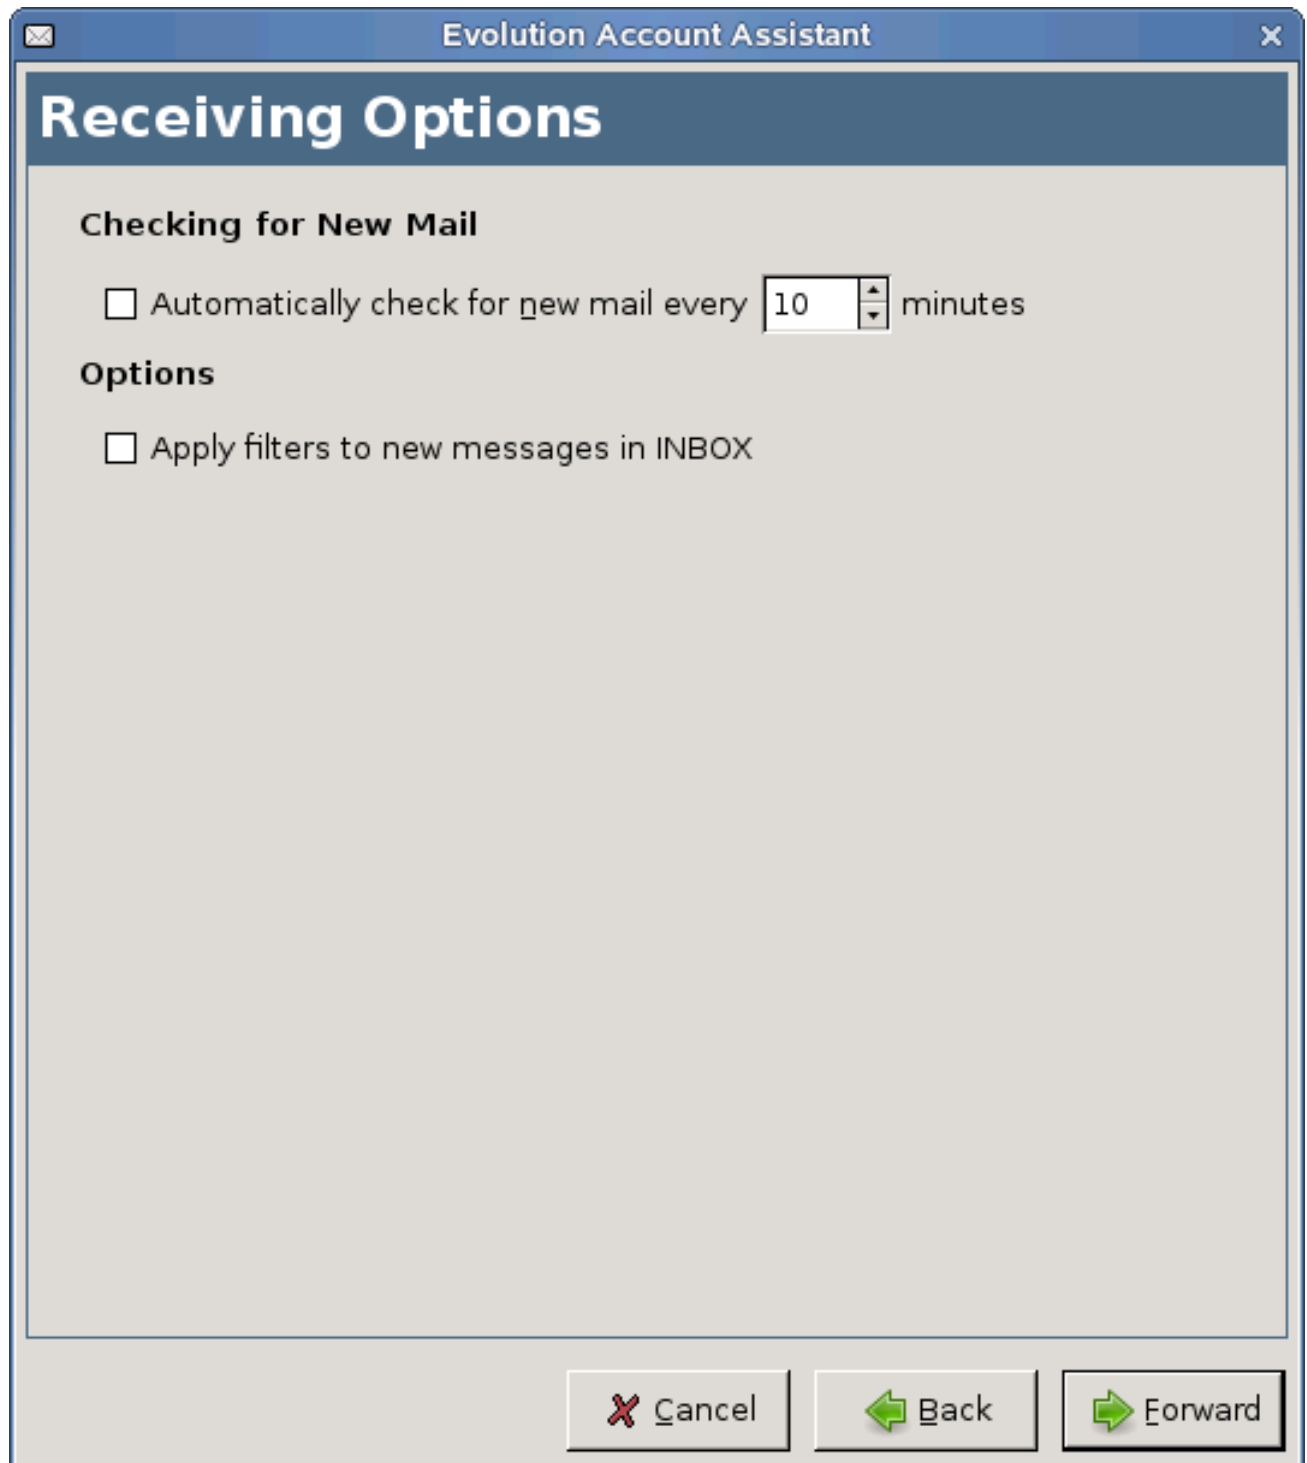 Evolution Account Assistant
Receiving Options
Checking for New Mail
Automatically check for new mail every 10 minutes
Options
Apply filters to new messages in INBOX
Cancel Back Forward